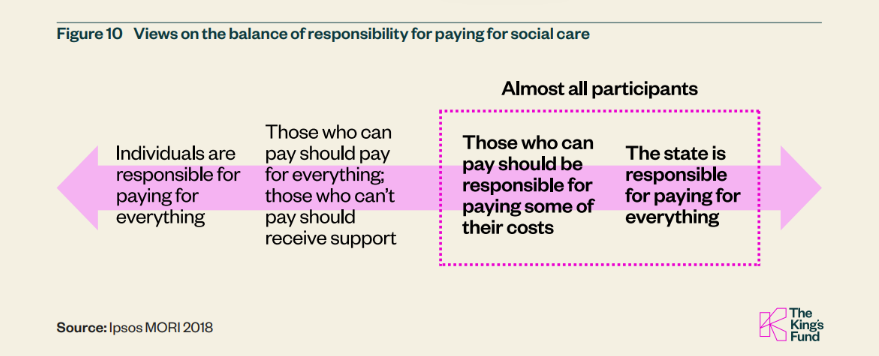 Figure 10 Views on the balance of responsibility for paying for social care
Almost all participants
Individuals are
responsible for
paying for
everything
Those who can
pay should pay
for everything;
those who can't
pay should
receive support
Those who can
pay should be
responsible for
paying some of
their costs
The state is
responsible
for paying for
everything
Source: Ipsos MORI 2018
The
King's
Fund